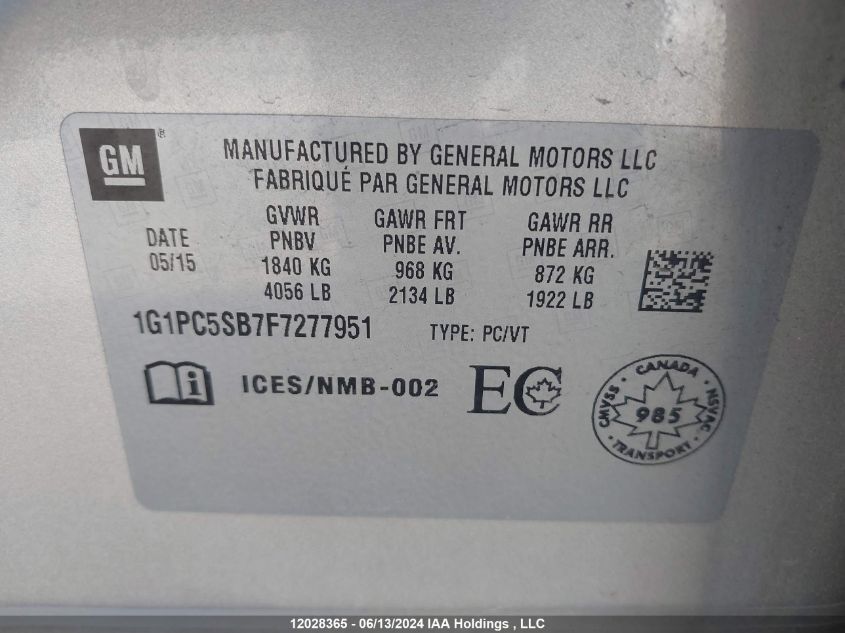 GM®
MANUFACTURED BY GENERAL MOTORS LLC
FABRIQUÉ PAR GENERAL MOTORS LLC
DATE
05/15
GVWR
PNBV
1840 KG
4056 LB
GAWR FRT
PNBE AV.
968 KG
2134 LB
GAWR RR
PNBE ARR.
872 KG
1922 LB
1G1PC5SB7F7277951 TYPE: PC/VT
i ICES/NMB-002 EC
CANADA
CMVSS - NSVAC
985
TRANSPORT
12028365 - 06/13/2024 IAA Holdings , LLC